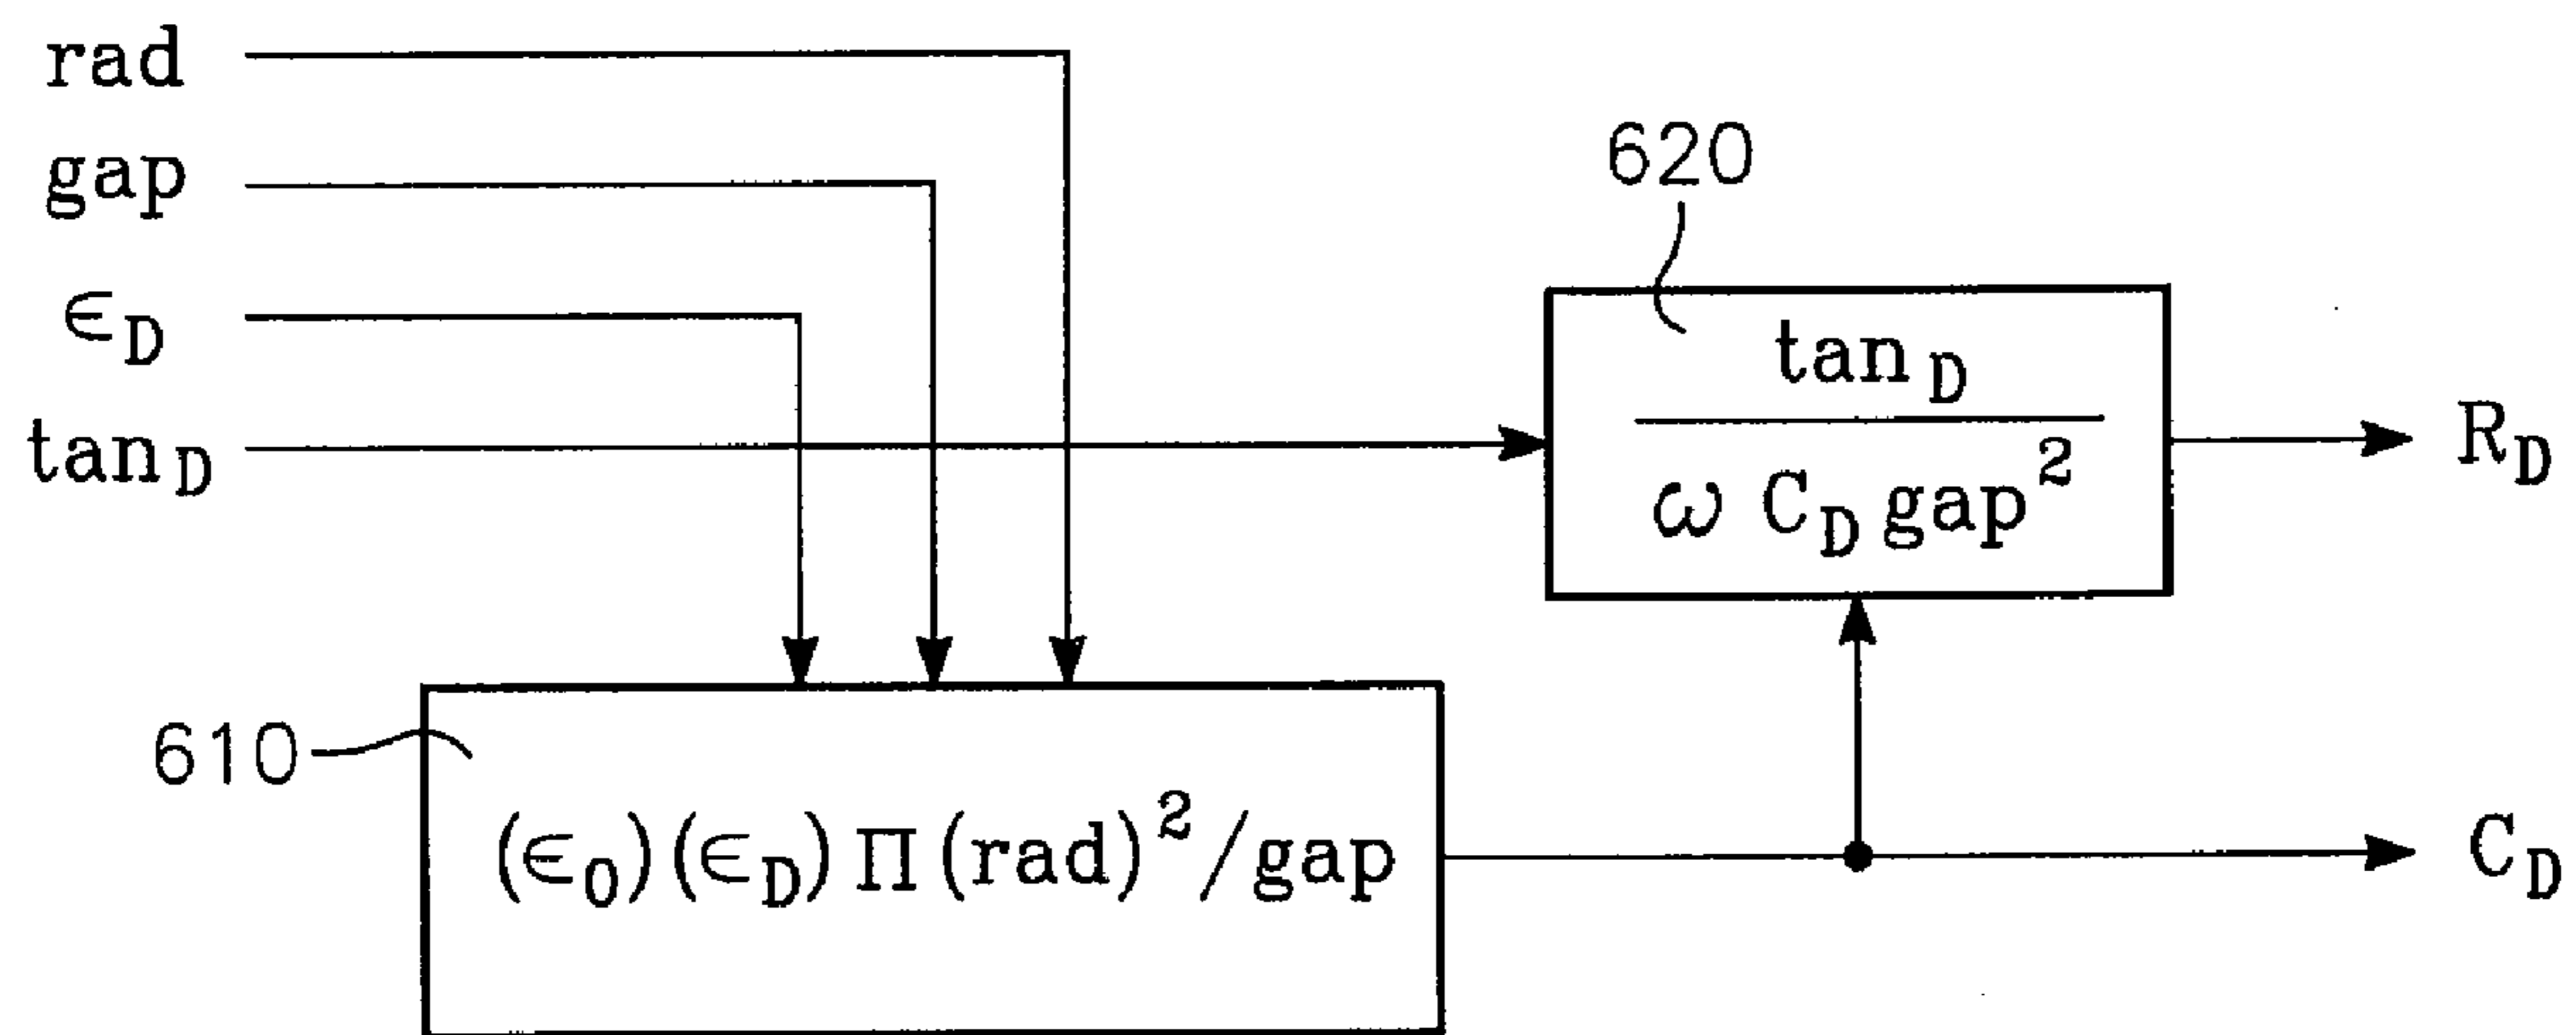 rad
gap
∈D
tanD
620
tanD
ω CD gap²
RD
610
(∈0)(∈D)Π(rad)²/gap
CD